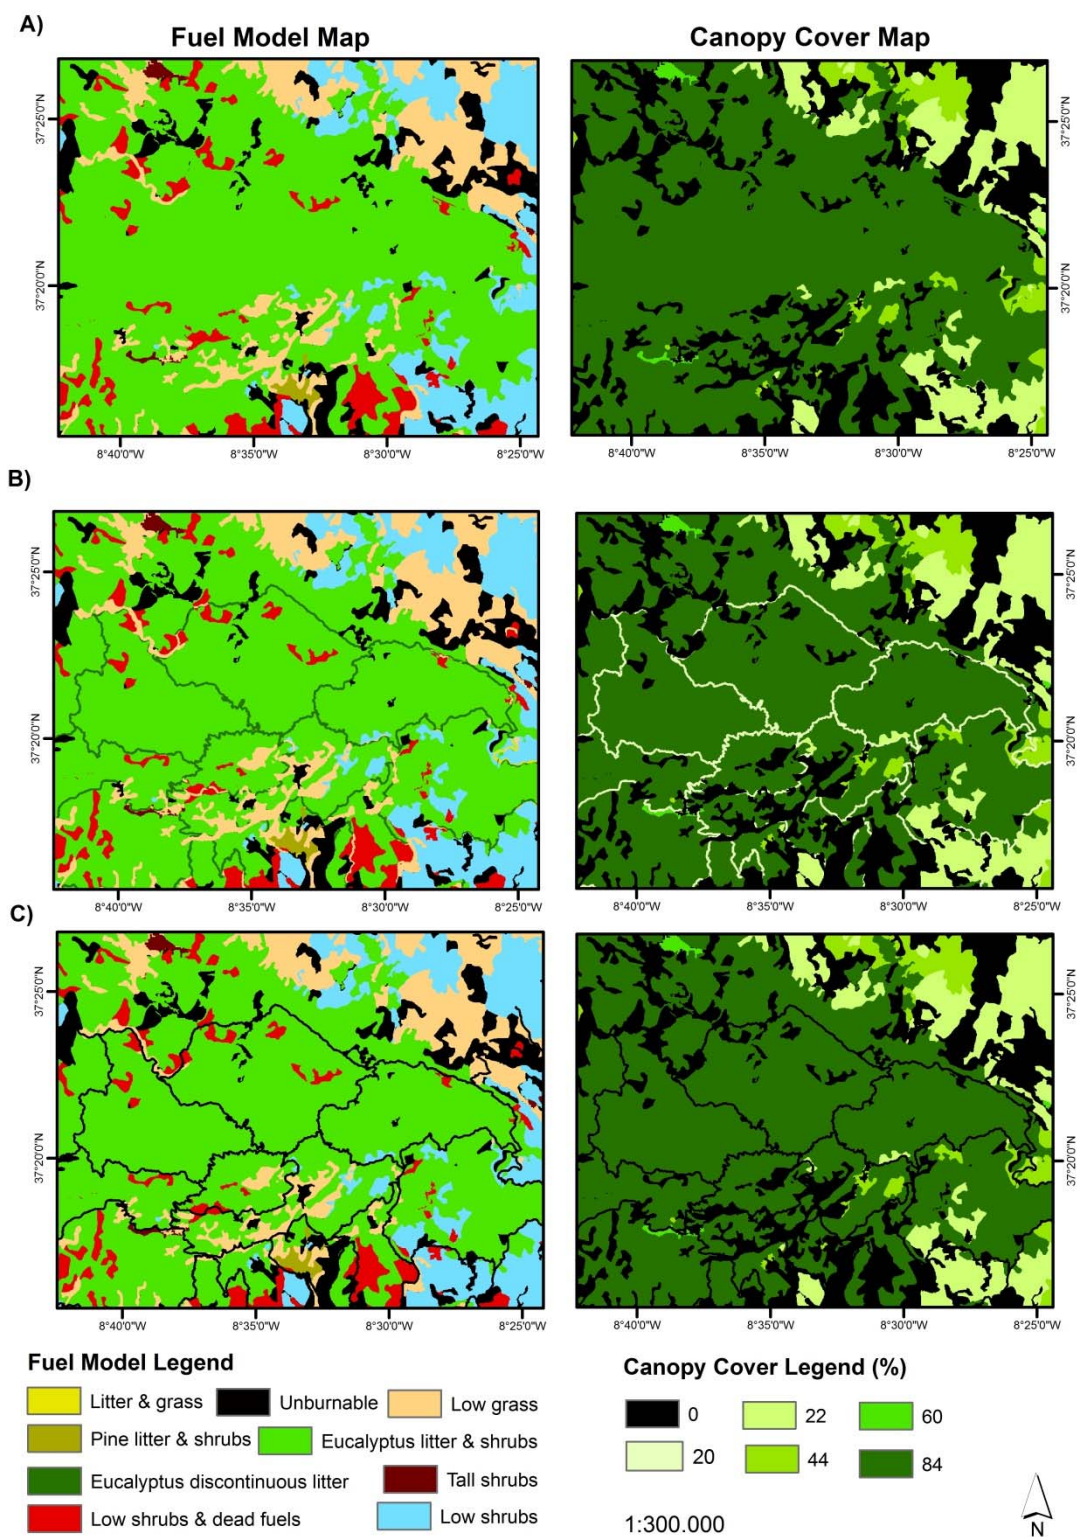 A)
Fuel Model Map Canopy Cover Map
37°25'0"N 37°25'0"N
37°20'0"N 37°20'0"N
8°40'0"W 8°35'0"W 8°30'0"W 8°25'0"W 8°40'0"W 8°35'0"W 8°30'0"W 8°25'0"W
B)
37°25'0"N 37°25'0"N
37°20'0"N 37°20'0"N
8°40'0"W 8°35'0"W 8°30'0"W 8°25'0"W 8°40'0"W 8°35'0"W 8°30'0"W 8°25'0"W
C)
37°25'0"N 37°25'0"N
37°20'0"N 37°20'0"N
8°40'0"W 8°35'0"W 8°30'0"W 8°25'0"W 8°40'0"W 8°35'0"W 8°30'0"W 8°25'0"W
Fuel Model Legend
Litter & grass Unburnable Low grass
Pine litter & shrubs Eucalyptus litter & shrubs
Eucalyptus discontinuous litter Tall shrubs
Low shrubs & dead fuels Low shrubs
Canopy Cover Legend (%)
0 22 60
20 44 84
1:300.000
N